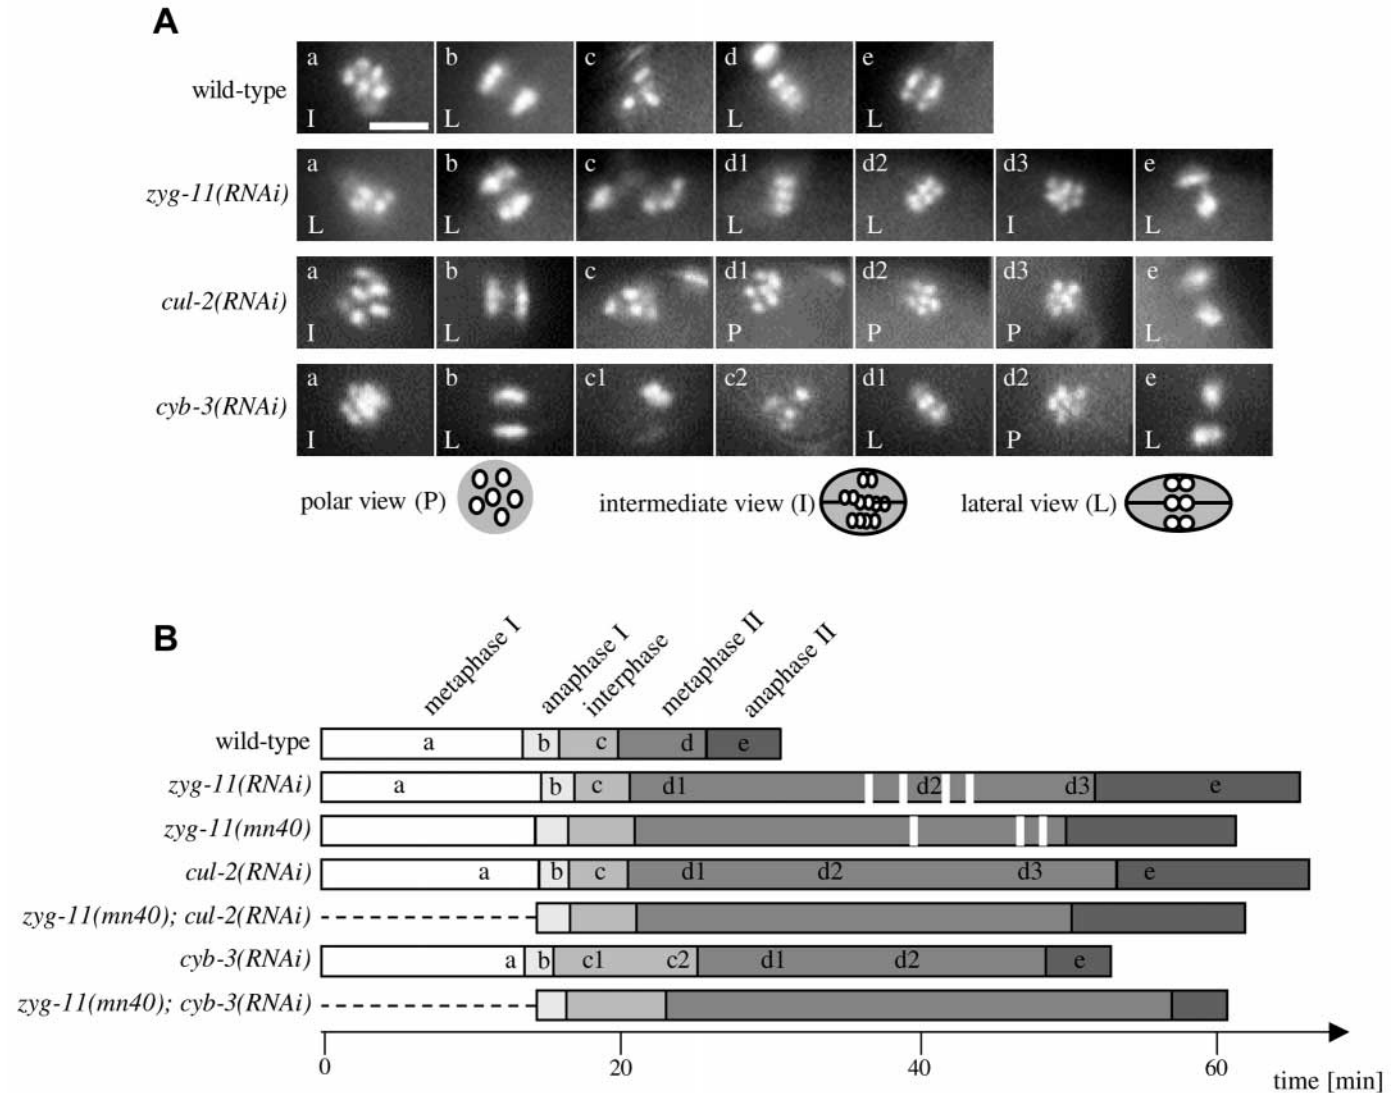 A
a b c d e
wild-type
I L L L
a b c d1 d2 d3 e
zyg-11(RNAi)
L L L L I L
a b c d1 d2 d3 e
cul-2(RNAi)
I L P P P L
a b c1 c2 d1 d2 e
cyb-3(RNAi)
I L L P L
polar view (P) intermediate view (I) lateral view (L)
B
metaphase I
anaphase I
interphase
metaphase II
anaphase II
wild-type a b c d e
zyg-11(RNAi) a b c d1 d2 d3 e
zyg-11(mn40)
cul-2(RNAi) a b c d1 d2 d3 e
zyg-11(mn40); cul-2(RNAi)
cyb-3(RNAi) a b c1 c2 d1 d2 e
zyg-11(mn40); cyb-3(RNAi)
0 20 40 60
time [min]